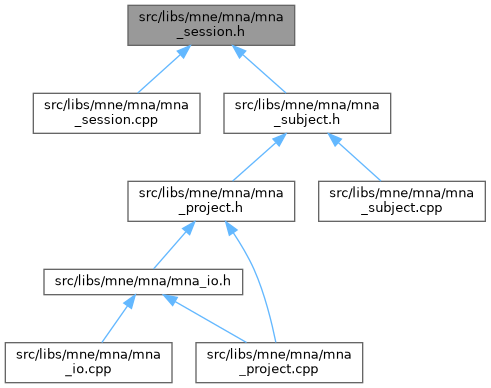 src/libs/mne/mna/mna
_session.h
src/libs/mne/mna/mna
_session.cpp
src/libs/mne/mna/mna
_subject.h
src/libs/mne/mna/mna
_project.h
src/libs/mne/mna/mna
_subject.cpp
src/libs/mne/mna/mna_io.h
src/libs/mne/mna/mna
_io.cpp
src/libs/mne/mna/mna
_project.cpp